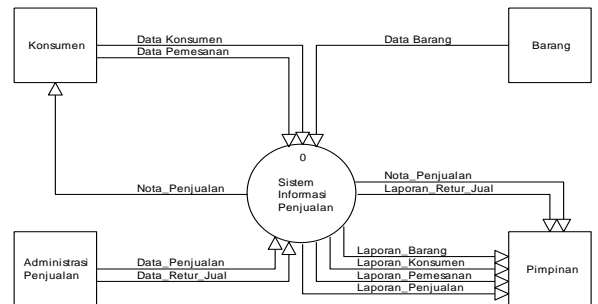 Konsumen
Data Konsumen
Data Pemesanan
Data Barang
Barang
0
Sistem
Informasi
Penjualan
Nota_Penjualan
Nota_Penjualan
Laporan_Retur_Jual
Administrasi
Penjualan
Data_Penjualan
Data_Retur_Jual
Laporan_Barang
Laporan_Konsumen
Laporan_Pemesanan
Laporan_Penjualan
Pimpinan